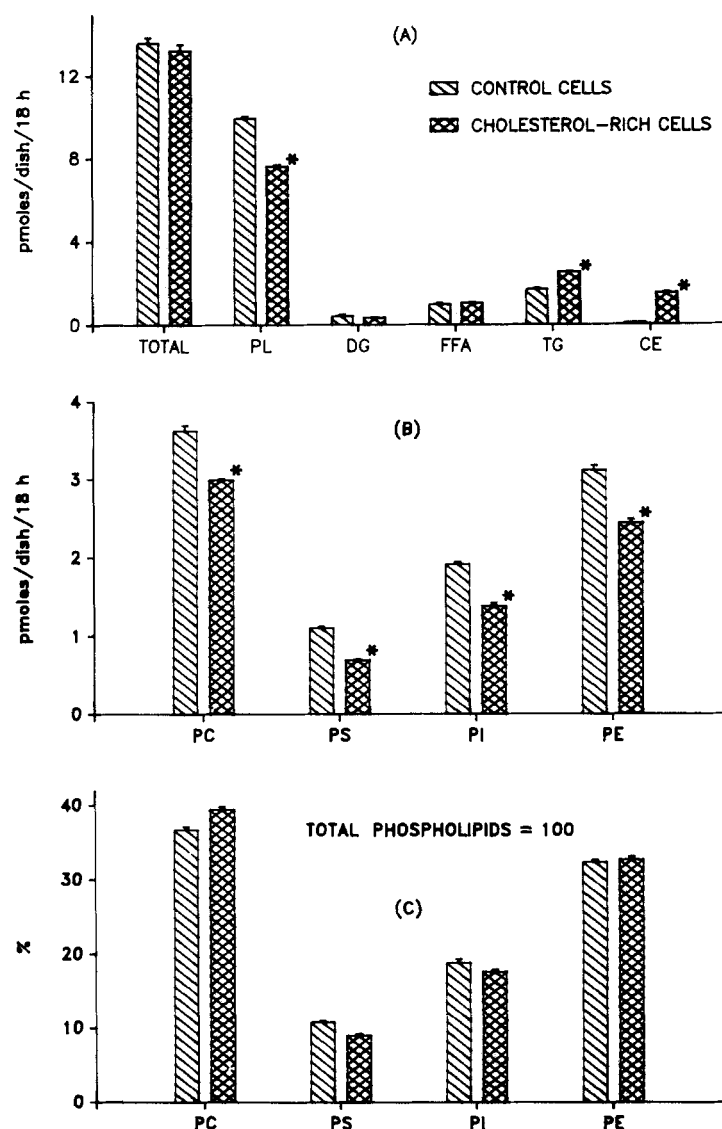 (A)
12
8
4
0
pmoles/dish/18 h
CONTROL CELLS
CHOLESTEROL-RICH CELLS
*
*
*
TOTAL PL DG FFA TG CE
(B)
4
3
2
1
0
pmoles/dish/18 h
*
*
*
*
PC PS PI PE
40
30
20
10
0
%
TOTAL PHOSPHOLIPIDS = 100
(C)
PC PS PI PE